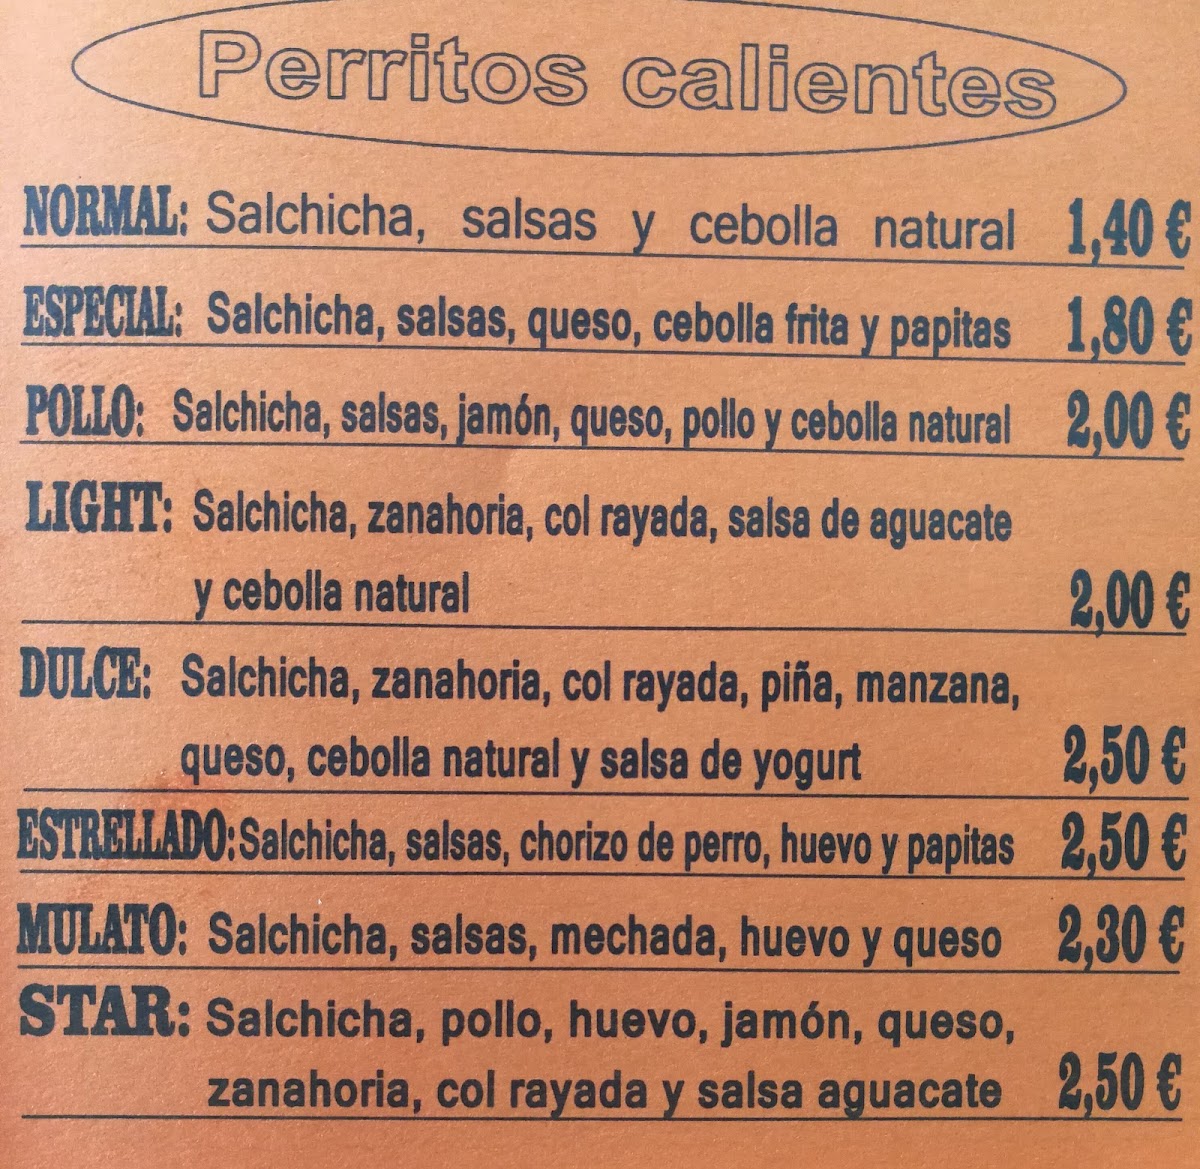 Perritos calientes
NORMAL: Salchicha, salsas y cebolla natural 1,40 €
ESPECIAL: Salchicha, salsas, queso, cebolla frita y papitas 1,80 €
POLLO: Salchicha, salsas, jamón, queso, pollo y cebolla natural 2,00 €
LIGHT: Salchicha, zanahoria, col rayada, salsa de aguacate
y cebolla natural 2,00 €
DULCE: Salchicha, zanahoria, col rayada, piña, manzana,
queso, cebolla natural y salsa de yogurt 2,50 €
ESTRELLADO: Salchicha, salsas, chorizo de perro, huevo y papitas 2,50 €
MULATO: Salchicha, salsas, mechada, huevo y queso 2,30 €
STAR: Salchicha, pollo, huevo, jamón, queso,
zanahoria, col rayada y salsa aguacate 2,50 €